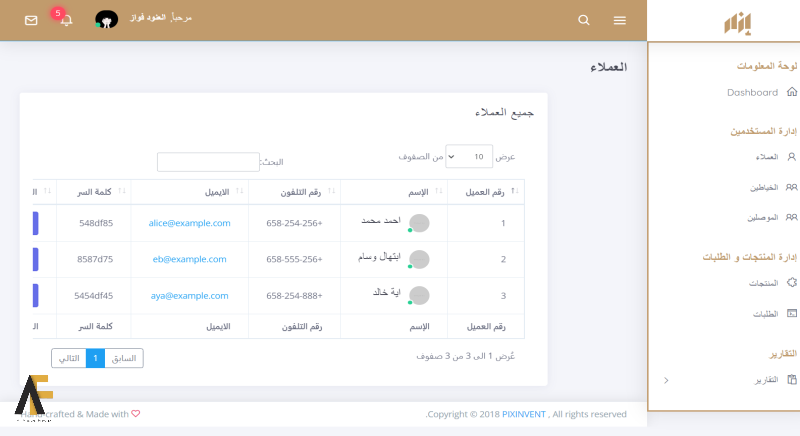 مرحباً, العنود فواز
5
لوحة المعلومات
Dashboard
إدارة المستخدمين
العملاء
الخياطين
الموصلين
إدارة المنتجات و الطلبات
المنتجات
الطلبات
التقارير
التقارير
العملاء
جميع العملاء
عرض 10 من الصفوف
البحث:
رقم العميل الإسم رقم التلفون الايميل كلمة السر
1 احمد محمد +658-254-256 alice@example.com 548df85
2 ابتهال وسام +658-555-256 eb@example.com 8587d75
3 اية خالد +658-254-888 aya@example.com 5454df45
رقم العميل الإسم رقم التلفون الايميل كلمة السر
عُرض 1 الى 3 من 3 صفوف
السابق 1 التالي
Copyright © 2018 PIXINVENT , All rights reserved.
Hand-crafted & Made with